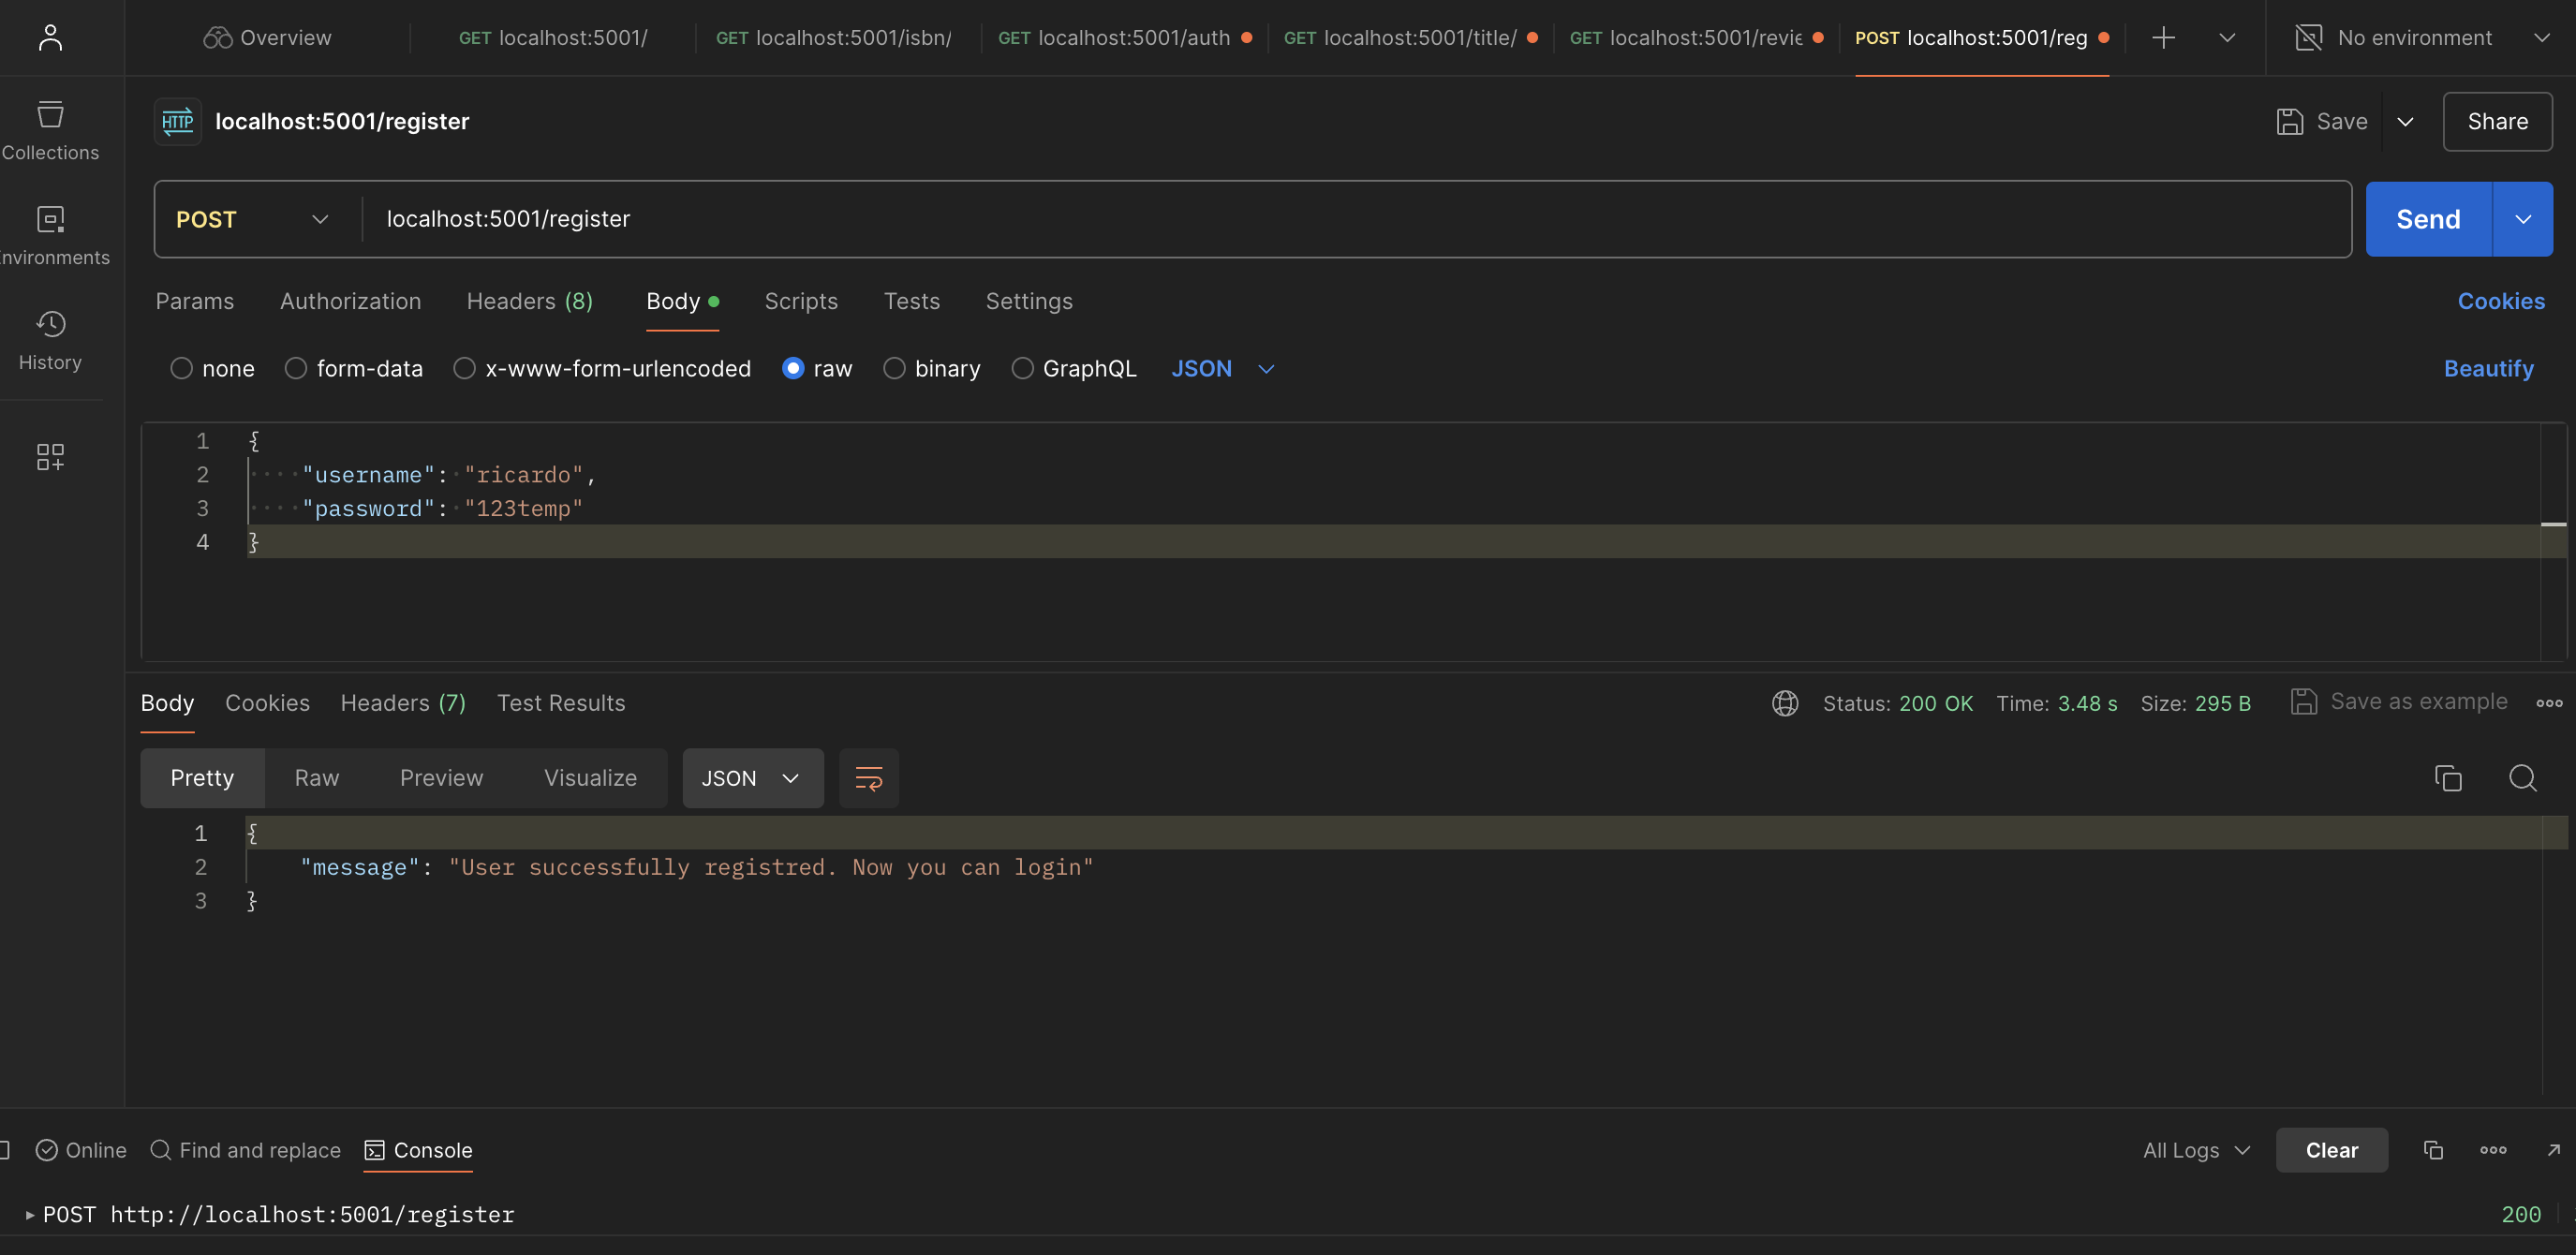 Overview
GET localhost:5001/
GET localhost:5001/isbn/
GET localhost:5001/auth
GET localhost:5001/title/
GET localhost:5001/revie
POST localhost:5001/reg
No environment
Collections
nvironments
History
HTTP localhost:5001/register
Save
Share
POST localhost:5001/register
Send
Params Authorization Headers (8) Body Scripts Tests Settings Cookies
none form-data x-www-form-urlencoded raw binary GraphQL JSON Beautify
1 {
2 "username": "ricardo",
3 "password": "123temp"
4 }
Body Cookies Headers (7) Test Results Status: 200 OK Time: 3.48 s Size: 295 B Save as example
Pretty Raw Preview Visualize JSON
1 {
2 "message": "User successfully registred. Now you can login"
3 }
Online Find and replace Console All Logs Clear
POST http://localhost:5001/register 200